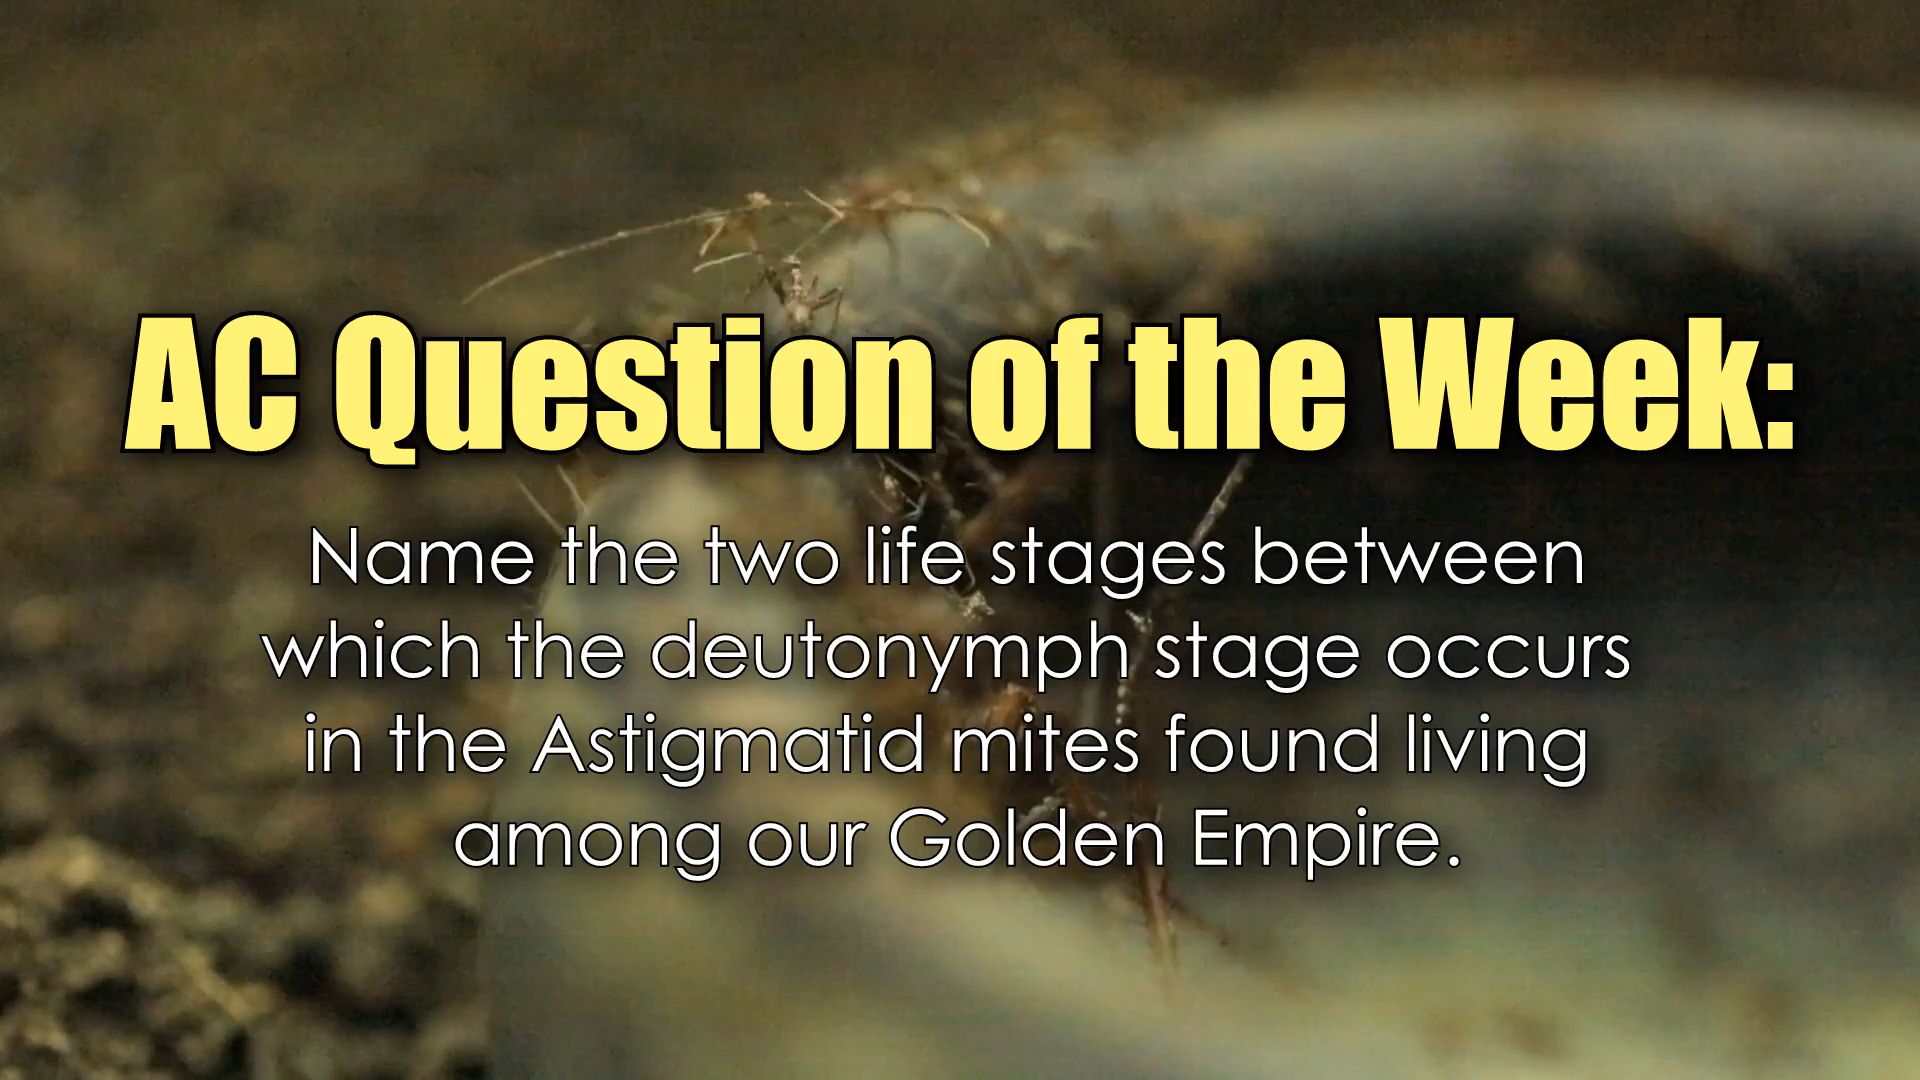 AC Question of the Week:
Name the two life stages between
which the deutonymph stage occurs
in the Astigmatid mites found living
among our Golden Empire.